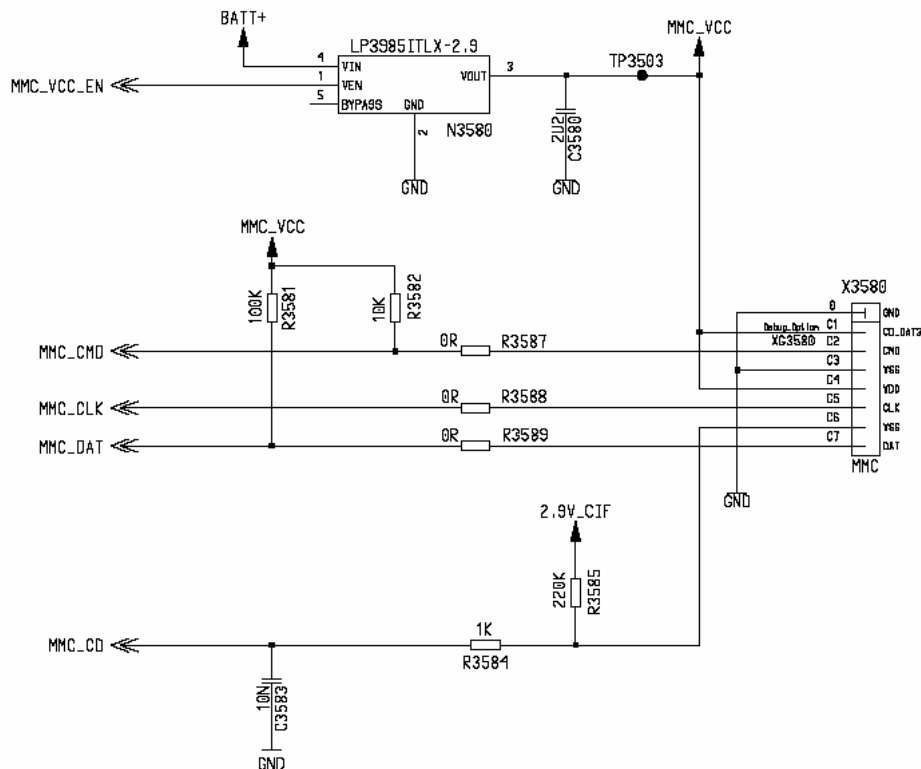 BATT+
MMC_VCC
LP3985ITLX-2.9
TP3503
4 VIN
VOUT 3
MMC_VCC_EN
1 VEN
5 BYPASS GND
2
N3580
2U2
C3580
GND
GND
MMC_VCC
100K
R3581
10K
R3582
X3580
0 GND
Debup_Option C1 CD_DAT3
MMC_CMD
0R R3587
XG3580 C2 CMD
C3 VSS
C4 VDD
MMC_CLK
0R R3588
C5 CLK
C6 VSS
MMC_DAT
0R R3589
C7 DAT
MMC
GND
2.9V_CIF
220K
R3585
MMC_CD
1K
R3584
10N
C3583
GND